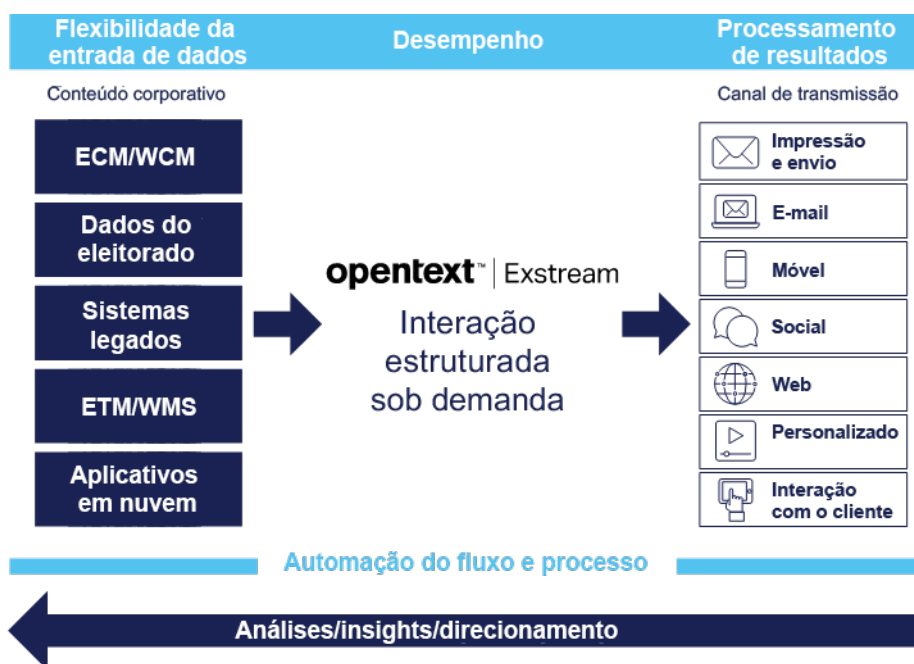 Flexibilidade da
entrada de dados
Desempenho
Processamento
de resultados
Conteúdo corporativo
Canal de transmissão
ECM/WCM
Dados do
eleitorado
Sistemas
legados
ETM/WMS
Aplicativos
em nuvem
opentext™ | Exstream
Interação
estruturada
sob demanda
Impressão
e envio
E-mail
Móvel
Social
Web
Personalizado
Interação
com o cliente
Automação do fluxo e processo
Análises/insights/direcionamento